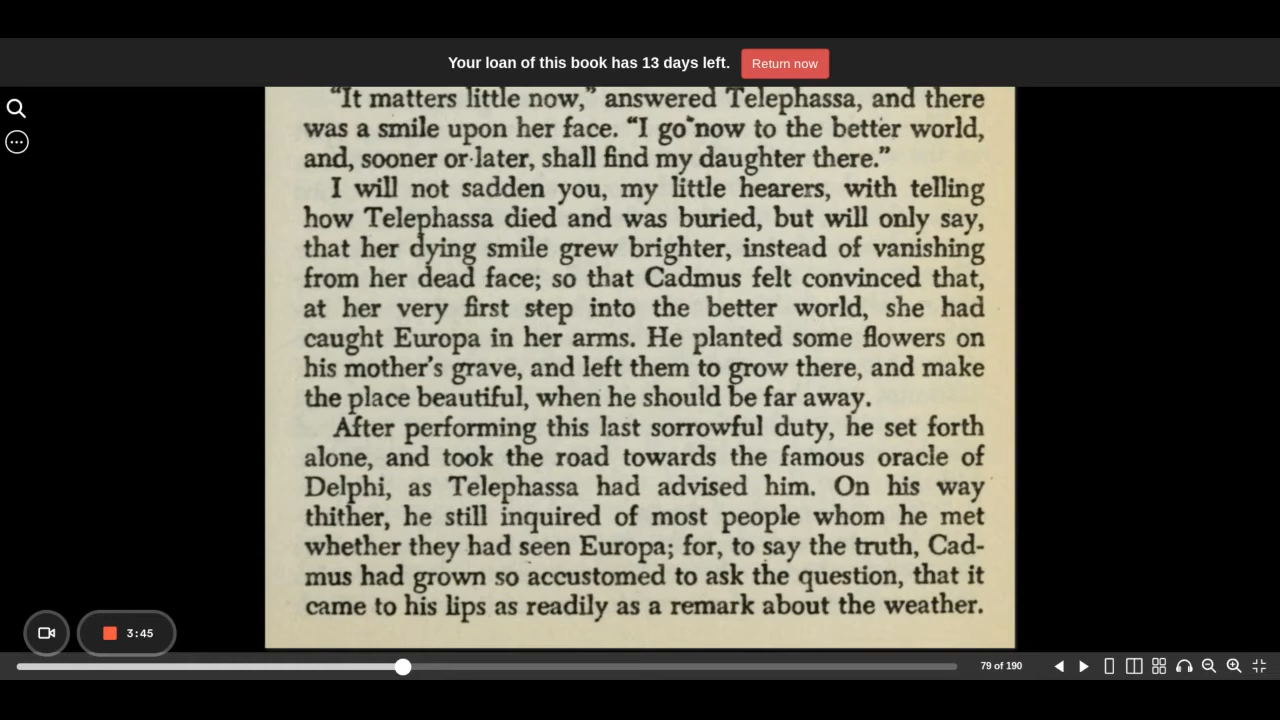 Your loan of this book has 13 days left. Return now
“It matters little now,” answered Telephassa, and there
was a smile upon her face. “I go now to the better world,
and, sooner or later, shall find my daughter there.”
I will not sadden you, my little hearers, with telling
how Telephassa died and was buried, but will only say,
that her dying smile grew brighter, instead of vanishing
from her dead face; so that Cadmus felt convinced that,
at her very first step into the better world, she had
caught Europa in her arms. He planted some flowers on
his mother’s grave, and left them to grow there, and make
the place beautiful, when he should be far away.
After performing this last sorrowful duty, he set forth
alone, and took the road towards the famous oracle of
Delphi, as Telephassa had advised him. On his way
thither, he still inquired of most people whom he met
whether they had seen Europa; for, to say the truth, Cad-
mus had grown so accustomed to ask the question, that it
came to his lips as readily as a remark about the weather.
3:45
79 of 190